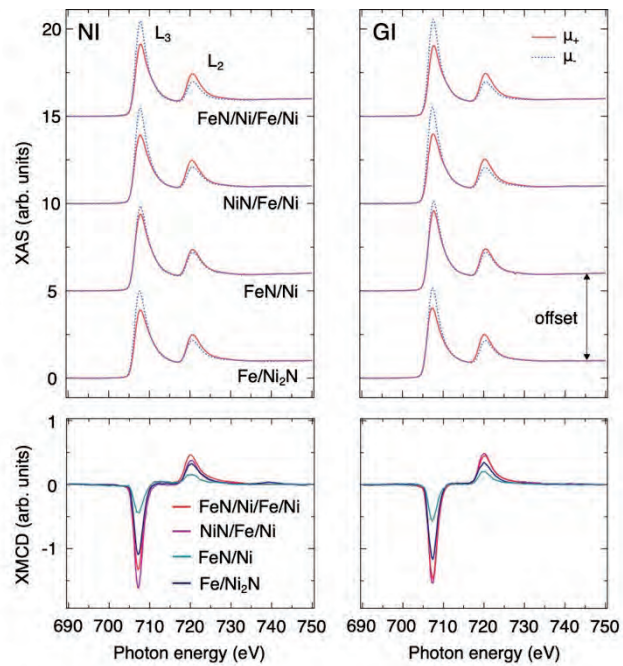 NI
GI
20
15
10
5
0
XAS (arb. units)
L₃
L₂
FeN/Ni/Fe/Ni
NiN/Fe/Ni
FeN/Ni
Fe/Ni₂N
μ₊
μ₋
offset
1
0
-1
XMCD (arb. units)
FeN/Ni/Fe/Ni
NiN/Fe/Ni
FeN/Ni
Fe/Ni₂N
690 700 710 720 730 740 750
690 700 710 720 730 740 750
Photon energy (eV)
Photon energy (eV)